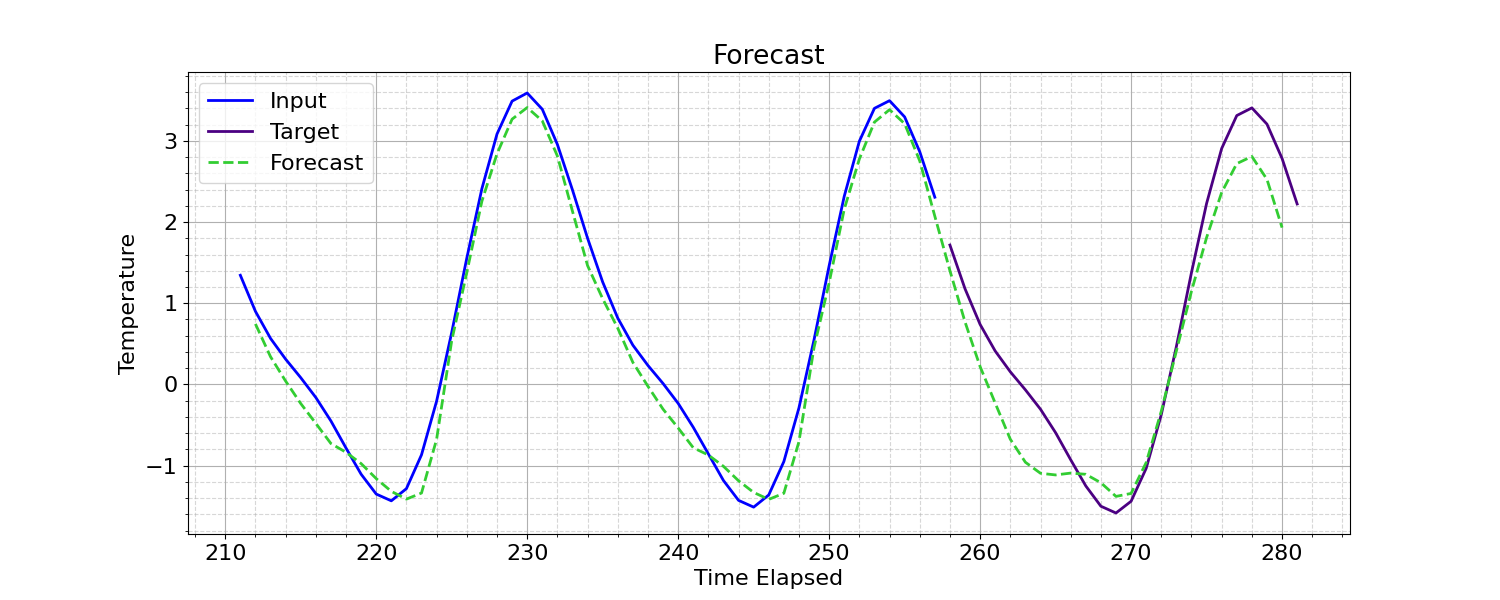 Forecast
Input
Target
Forecast
Temperature
3
2
1
0
−1
210 220 230 240 250 260 270 280
Time Elapsed